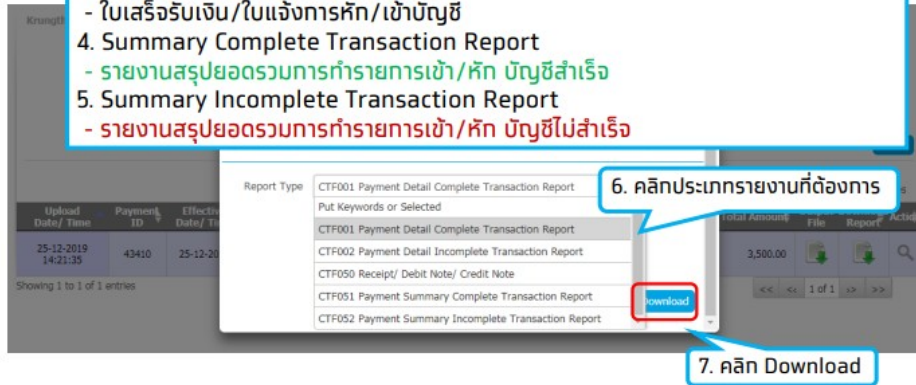 - ใบเสร็จรับเงิน/ใบแจ้งการหัก/เข้าบัญชี
4. Summary Complete Transaction Report
- รายงานสรุปยอดรวมการทำรายการเข้า/หัก บัญชีสำเร็จ
5. Summary Incomplete Transaction Report
- รายงานสรุปยอดรวมการทำรายการเข้า/หัก บัญชีไม่สำเร็จ
Report Type
CTF001 Payment Detail Complete Transaction Report
6. คลิกประเภทรายงานที่ต้องการ
Put Keywords or Selected
CTF001 Payment Detail Complete Transaction Report
CTF002 Payment Detail Incomplete Transaction Report
CTF050 Receipt/ Debit Note/ Credit Note
CTF051 Payment Summary Complete Transaction Report
CTF052 Payment Summary Incomplete Transaction Report
Download
Upload Date/ Time
Payment ID
Total Amount
File
Report
25-12-2019 14:21:35
43410
25-12-20
3,500.00
Showing 1 to 1 of 1 entries
<< <‹ 1 of 1 ›> >>
7. คลิก Download